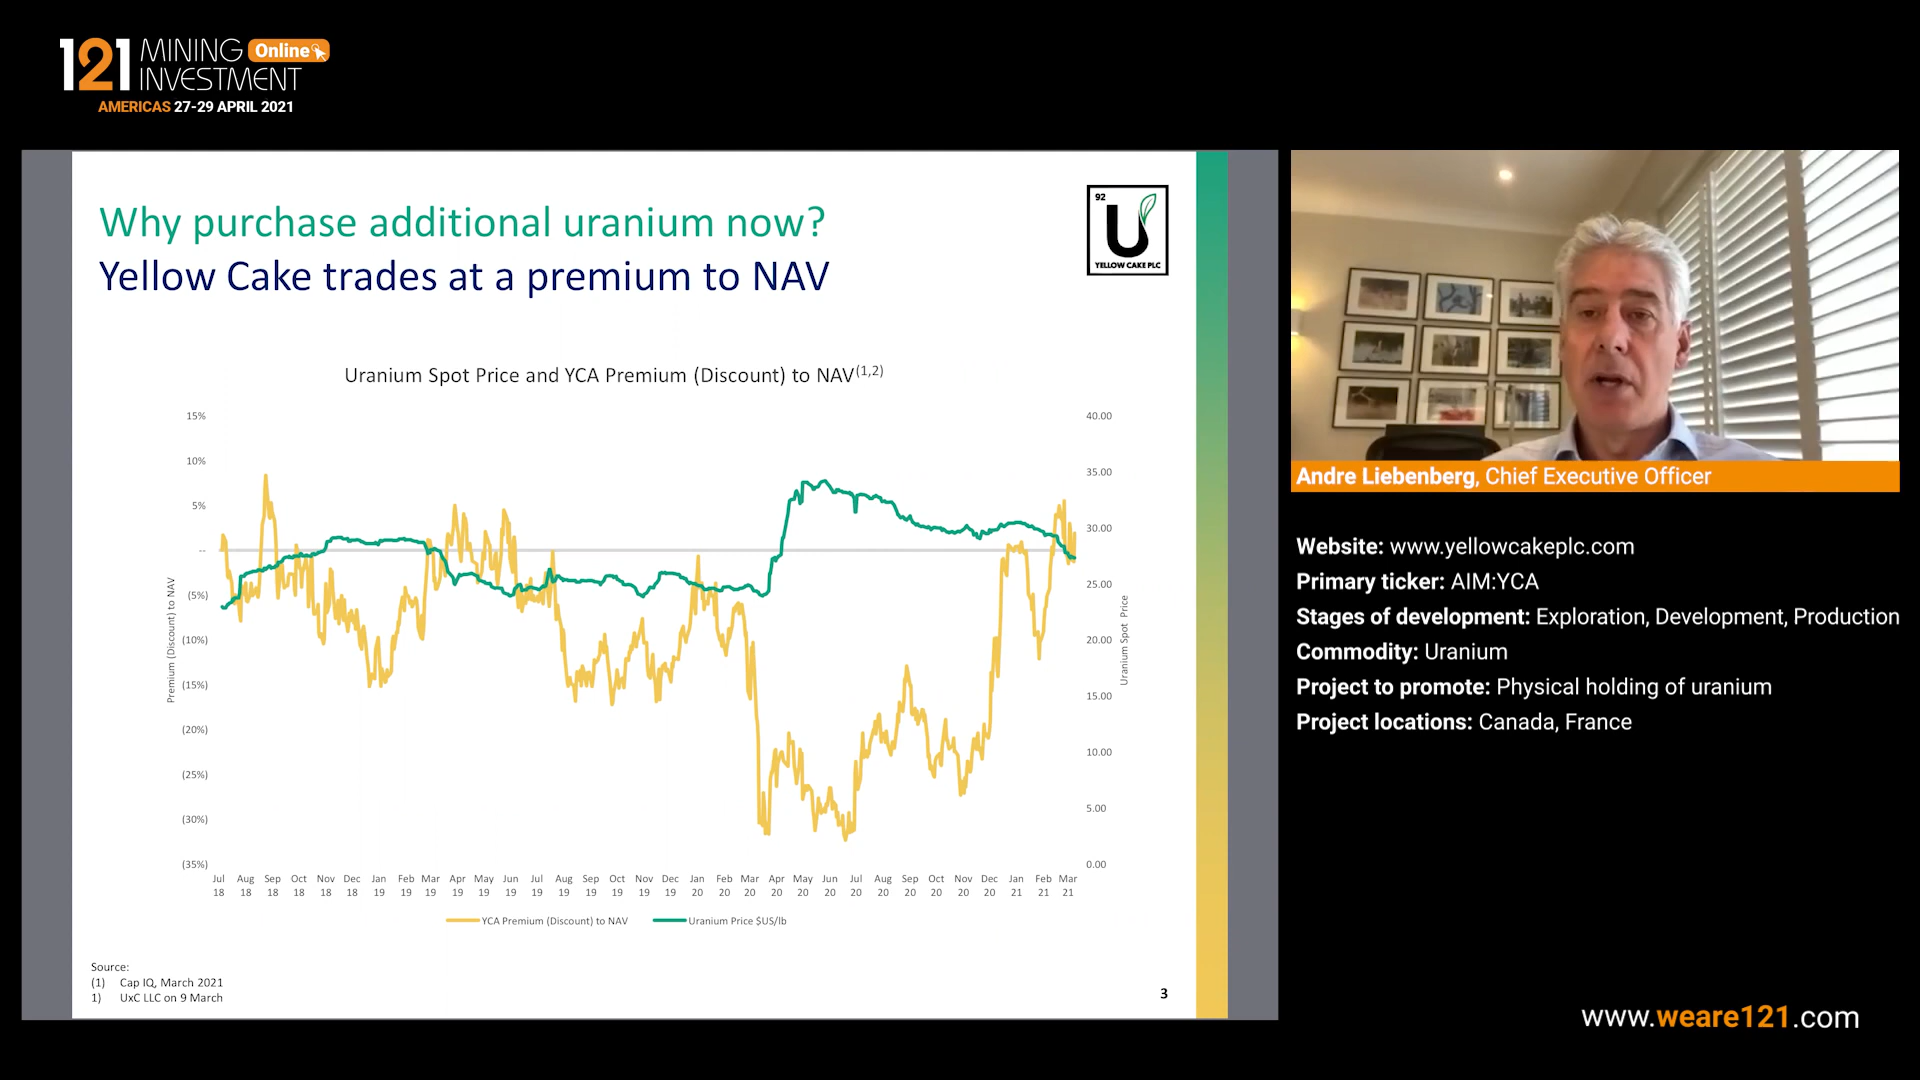 121 MINING Online
INVESTMENT
AMERICAS 27-29 APRIL 2021
Why purchase additional uranium now?
Yellow Cake trades at a premium to NAV
92
U
YELLOW CAKE PLC
Uranium Spot Price and YCA Premium (Discount) to NAV(1,2)
Premium (Discount) to NAV
15%
10%
5%
--
(5%)
(10%)
(15%)
(20%)
(25%)
(30%)
(35%)
40.00
35.00
30.00
25.00
20.00
15.00
10.00
5.00
0.00
Uranium Spot Price
Jul Aug Sep Oct Nov Dec Jan Feb Mar Apr May Jun Jul Aug Sep Oct Nov Dec Jan Feb Mar Apr May Jun Jul Aug Sep Oct Nov Dec Jan Feb Mar
18 18 18 18 18 18 19 19 19 19 19 19 19 19 19 19 19 19 20 20 20 20 20 20 20 20 20 20 20 20 21 21 21
YCA Premium (Discount) to NAV Uranium Price $US/lb
Source:
(1) Cap IQ, March 2021
1) UxC LLC on 9 March
3
Andre Liebenberg, Chief Executive Officer
Website: www.yellowcakeplc.com
Primary ticker: AIM:YCA
Stages of development: Exploration, Development, Production
Commodity: Uranium
Project to promote: Physical holding of uranium
Project locations: Canada, France
www.weare121.com